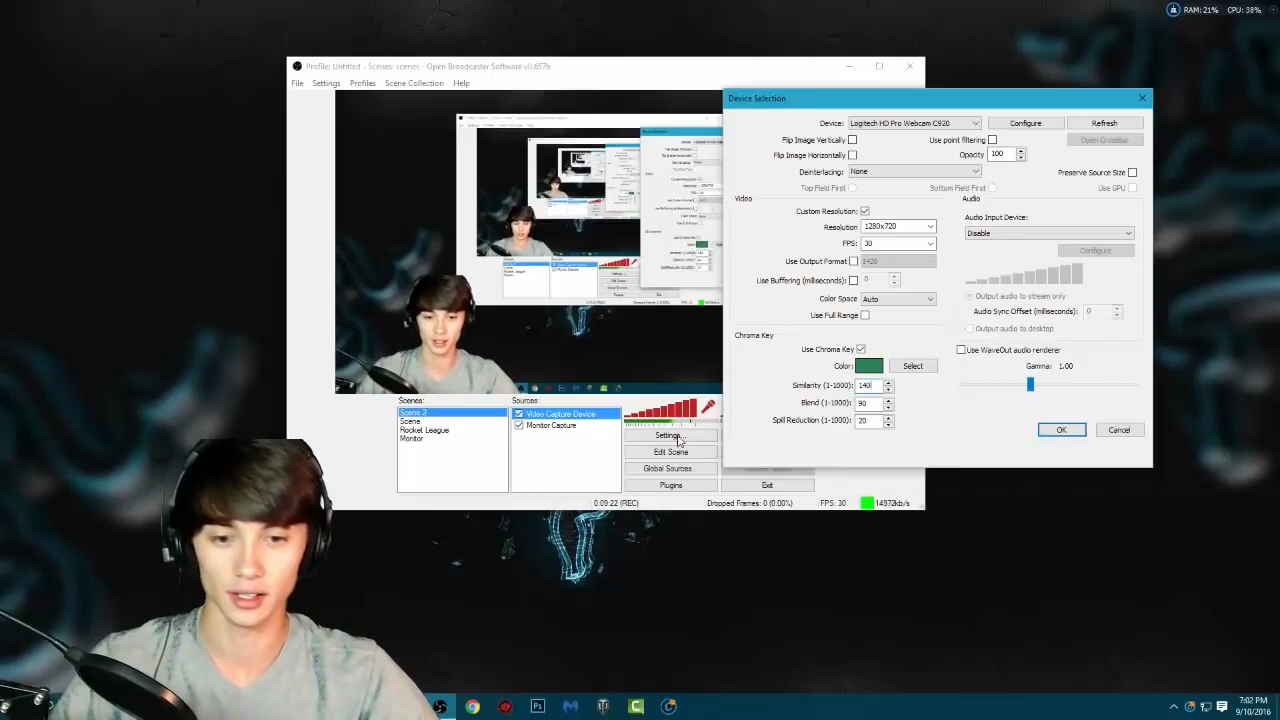 RAM: 21% CPU: 38%
Profile: Untitled - Scenes: scenes - Open Broadcaster Software v0.657b
File Settings Profiles Scene Collection Help
Device Selection
Device: Logitech HD Pro Webcam C920 Configure Refresh
Flip Image Vertically Use point filtering Open Crossbar
Flip Image Horizontally Opacity 100
Deinterlacing: None Preserve Source Size
Top Field First Bottom Field First Use GPU
Video Audio
Custom Resolution: Audio Input Device:
Resolution 1280x720 Disable
FPS: 30 Configure
Use Output Format I420
Use Buffering (milliseconds) 0
Output audio to stream only
Color Space Auto
Audio Sync Offset (milliseconds): 0
Use Full Range
Output audio to desktop
Chroma Key
Use Chroma Key Use WaveOut audio renderer
Color: Select Gamma: 1.00
Similarity (1-1000): 140
Blend (1-1000): 90
Spill Reduction (1-1000): 20
OK Cancel
Scenes: Sources:
Scene 2
Scene
Rocket League
Monitor
Video Capture Device
Monitor Capture
Settings...
Edit Scene
Global Sources...
Plugins Exit
0:09:22 (REC) Dropped Frames: 0 (0.00%) FPS: 30 14972kb/s
Ps
7:02 PM
9/10/2016